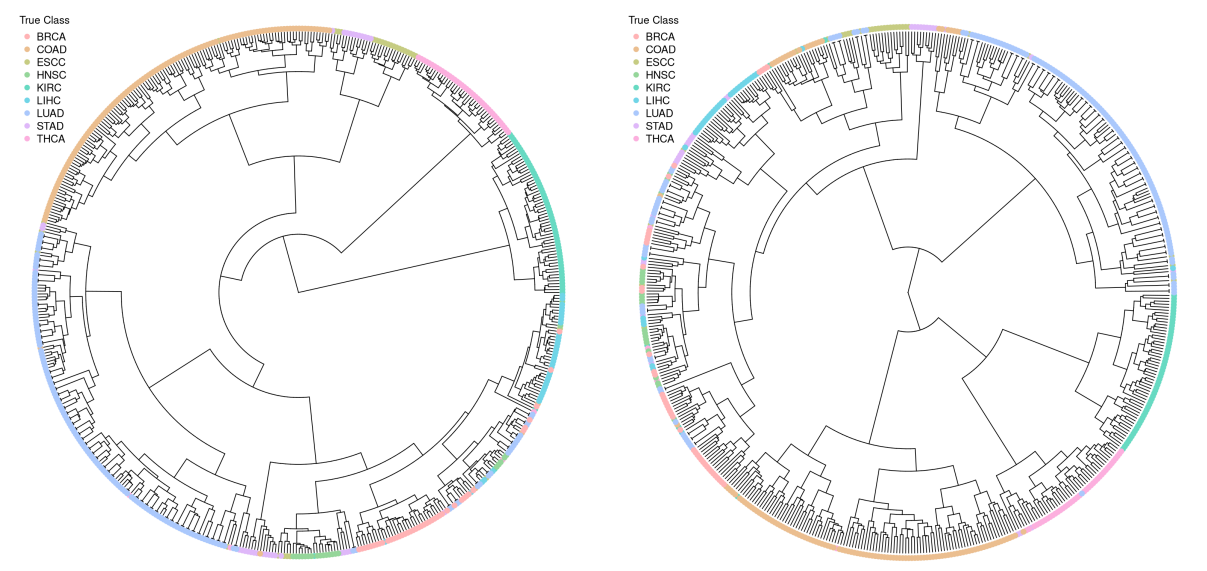 True Class
BRCA
COAD
ESCC
HNSC
KIRC
LIHC
LUAD
STAD
THCA
True Class
BRCA
COAD
ESCC
HNSC
KIRC
LIHC
LUAD
STAD
THCA